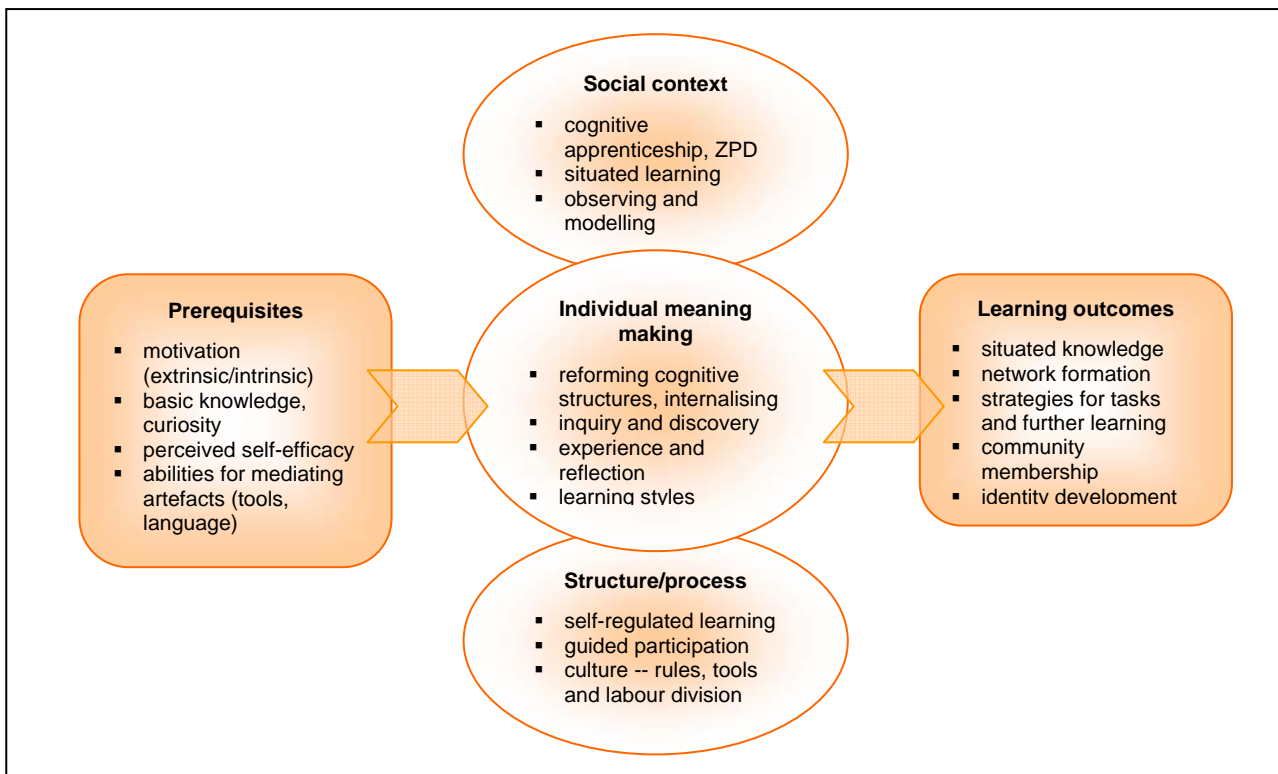 Social context
▪ cognitive
apprenticeship, ZPD
▪ situated learning
▪ observing and
modelling
Prerequisites
▪ motivation
(extrinsic/intrinsic)
▪ basic knowledge,
curiosity
▪ perceived self-efficacy
▪ abilities for mediating
artefacts (tools,
language)
Individual meaning
making
▪ reforming cognitive
structures, internalising
▪ inquiry and discovery
▪ experience and
reflection
▪ learning styles
Learning outcomes
▪ situated knowledge
▪ network formation
▪ strategies for tasks
and further learning
▪ community
membership
▪ identity development
Structure/process
▪ self-regulated learning
▪ guided participation
▪ culture -- rules, tools
and labour division